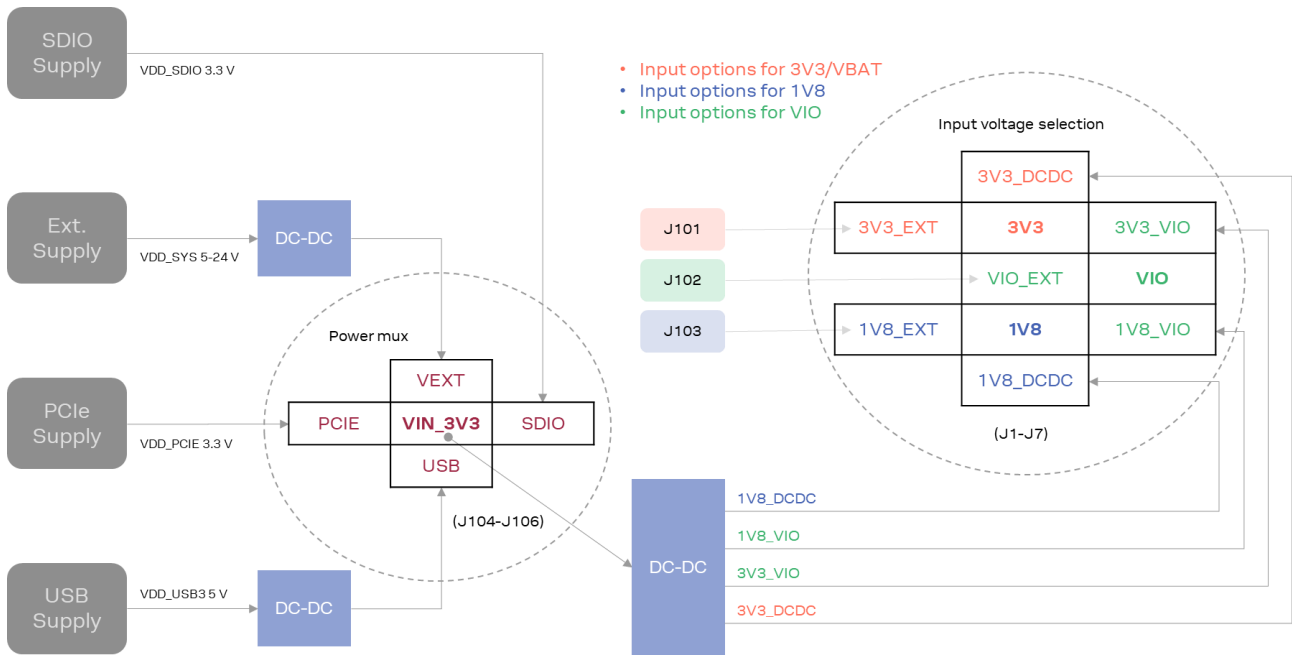 SDIO
Supply
VDD_SDIO 3.3 V
• Input options for 3V3/VBAT
• Input options for 1V8
• Input options for VIO
Input voltage selection
3V3_DCDC
Ext.
Supply
VDD_SYS 5-24 V
DC-DC
J101
3V3_EXT
3V3
3V3_VIO
J102
VIO_EXT
VIO
J103
1V8_EXT
1V8
1V8_VIO
1V8_DCDC
(J1-J7)
Power mux
VEXT
PCIe
Supply
VDD_PCIE 3.3 V
PCIE
VIN_3V3
SDIO
USB
(J104-J106)
DC-DC
1V8_DCDC
1V8_VIO
3V3_VIO
3V3_DCDC
USB
Supply
VDD_USB3 5 V
DC-DC